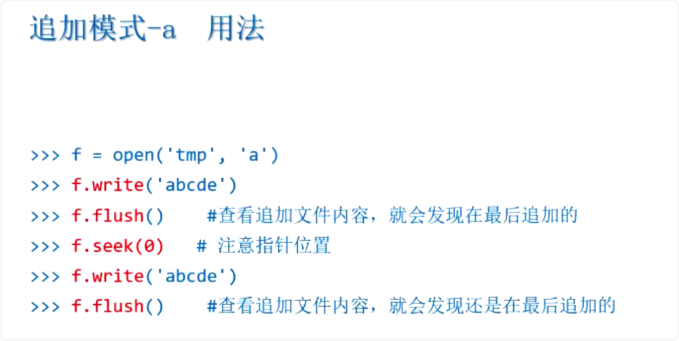 追加模式-a 用法
>>> f = open('tmp', 'a')
>>> f.write('abcde')
>>> f.flush() #查看追加文件内容，就会发现在最后追加的
>>> f.seek(0) # 注意指针位置
>>> f.write('abcde')
>>> f.flush() #查看追加文件内容，就会发现还是在最后追加的